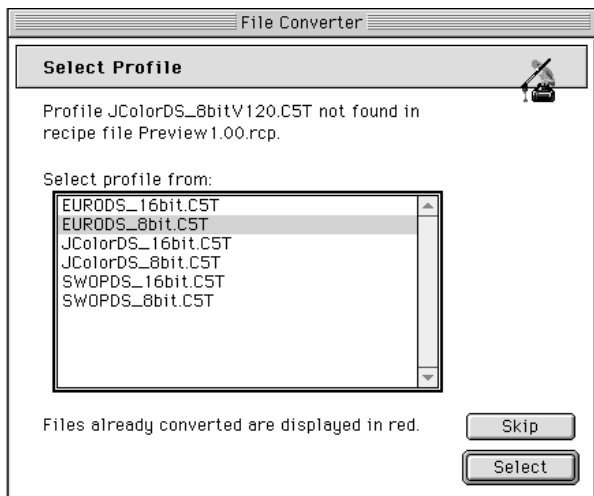 File Converter
Select Profile
Profile JColorDS_8bitV120.C5T not found in
recipe file Preview1.00.rcp.
Select profile from:
EURODS_16bit.C5T
EURODS_8bit.C5T
JColorDS_16bit.C5T
JColorDS_8bit.C5T
SWOPDS_16bit.C5T
SWOPDS_8bit.C5T
Files already converted are displayed in red.
Skip
Select